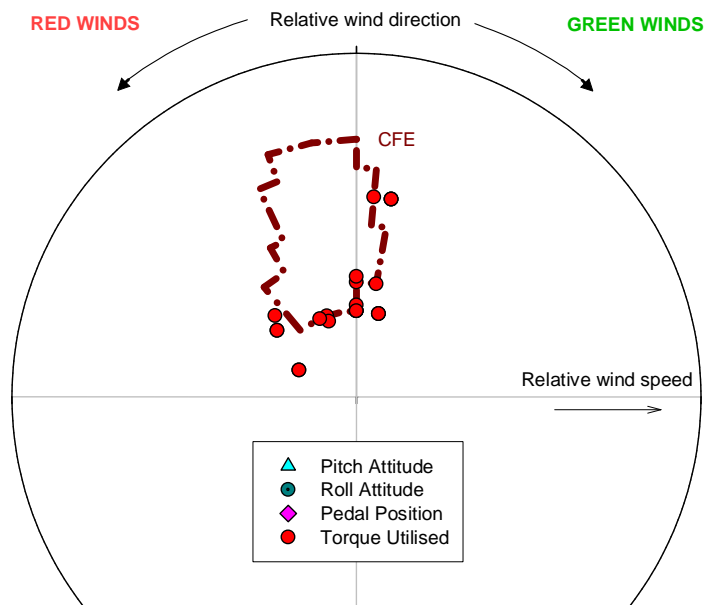 RED WINDS
Relative wind direction
GREEN WINDS
CFE
Relative wind speed
Pitch Attitude
Roll Attitude
Pedal Position
Torque Utilised